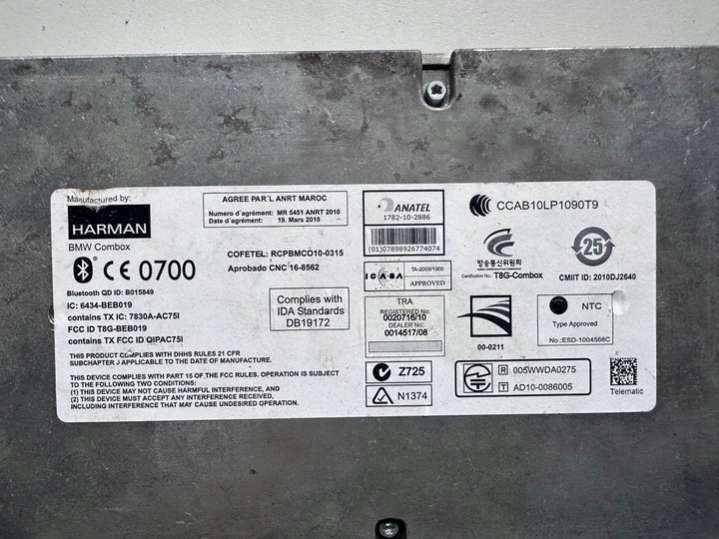 Manufactured by:
HARMAN
BMW Combox
CE 0700
Bluetooth QD ID: B015849
IC: 6434-BEB019
contains TX IC: 7830A-AC75I
FCC ID T8G-BEB019
contains TX FCC ID QIPAC75I
THIS PRODUCT COMPLIES WITH DHHS RULES 21 CFR
SUBCHAPTER J APPLICABLE TO THE DATE OF MANUFACTURE.
THIS DEVICE COMPLIES WITH PART 15 OF THE FCC RULES. OPERATION IS SUBJECT
TO THE FOLLOWING TWO CONDITIONS:
(1) THIS DEVICE MAY NOT CAUSE HARMFUL INTERFERENCE, AND
(2) THIS DEVICE MUST ACCEPT ANY INTERFERENCE RECEIVED,
INCLUDING INTERFERENCE THAT MAY CAUSE UNDESIRED OPERATION.
AGREE PAR L'ANRT MAROC
Numero d'agrément: MR 5451 ANRT 2010
Date d'agrément: 19. Mars 2010
COFETEL: RCPBMCO10-0315
Aprobado CNC 16-8562
Complies with
IDA Standards
DB19172
ANATEL
1782-10-2886
(01)07898926774074
ICASA
TA-2009/1000
APPROVED
TRA
REGISTERED No:
0020716/10
DEALER No:
0014517/08
Z725
N1374
CCAB10LP1090T9
방송통신위원회
Certification No.: T8G-Combox
25
CMIIT ID: 2010DJ2640
00-0211
NTC
Type Approved
No.:ESD-1004568C
R 005WWDA0275
T AD10-0086005
Telematic